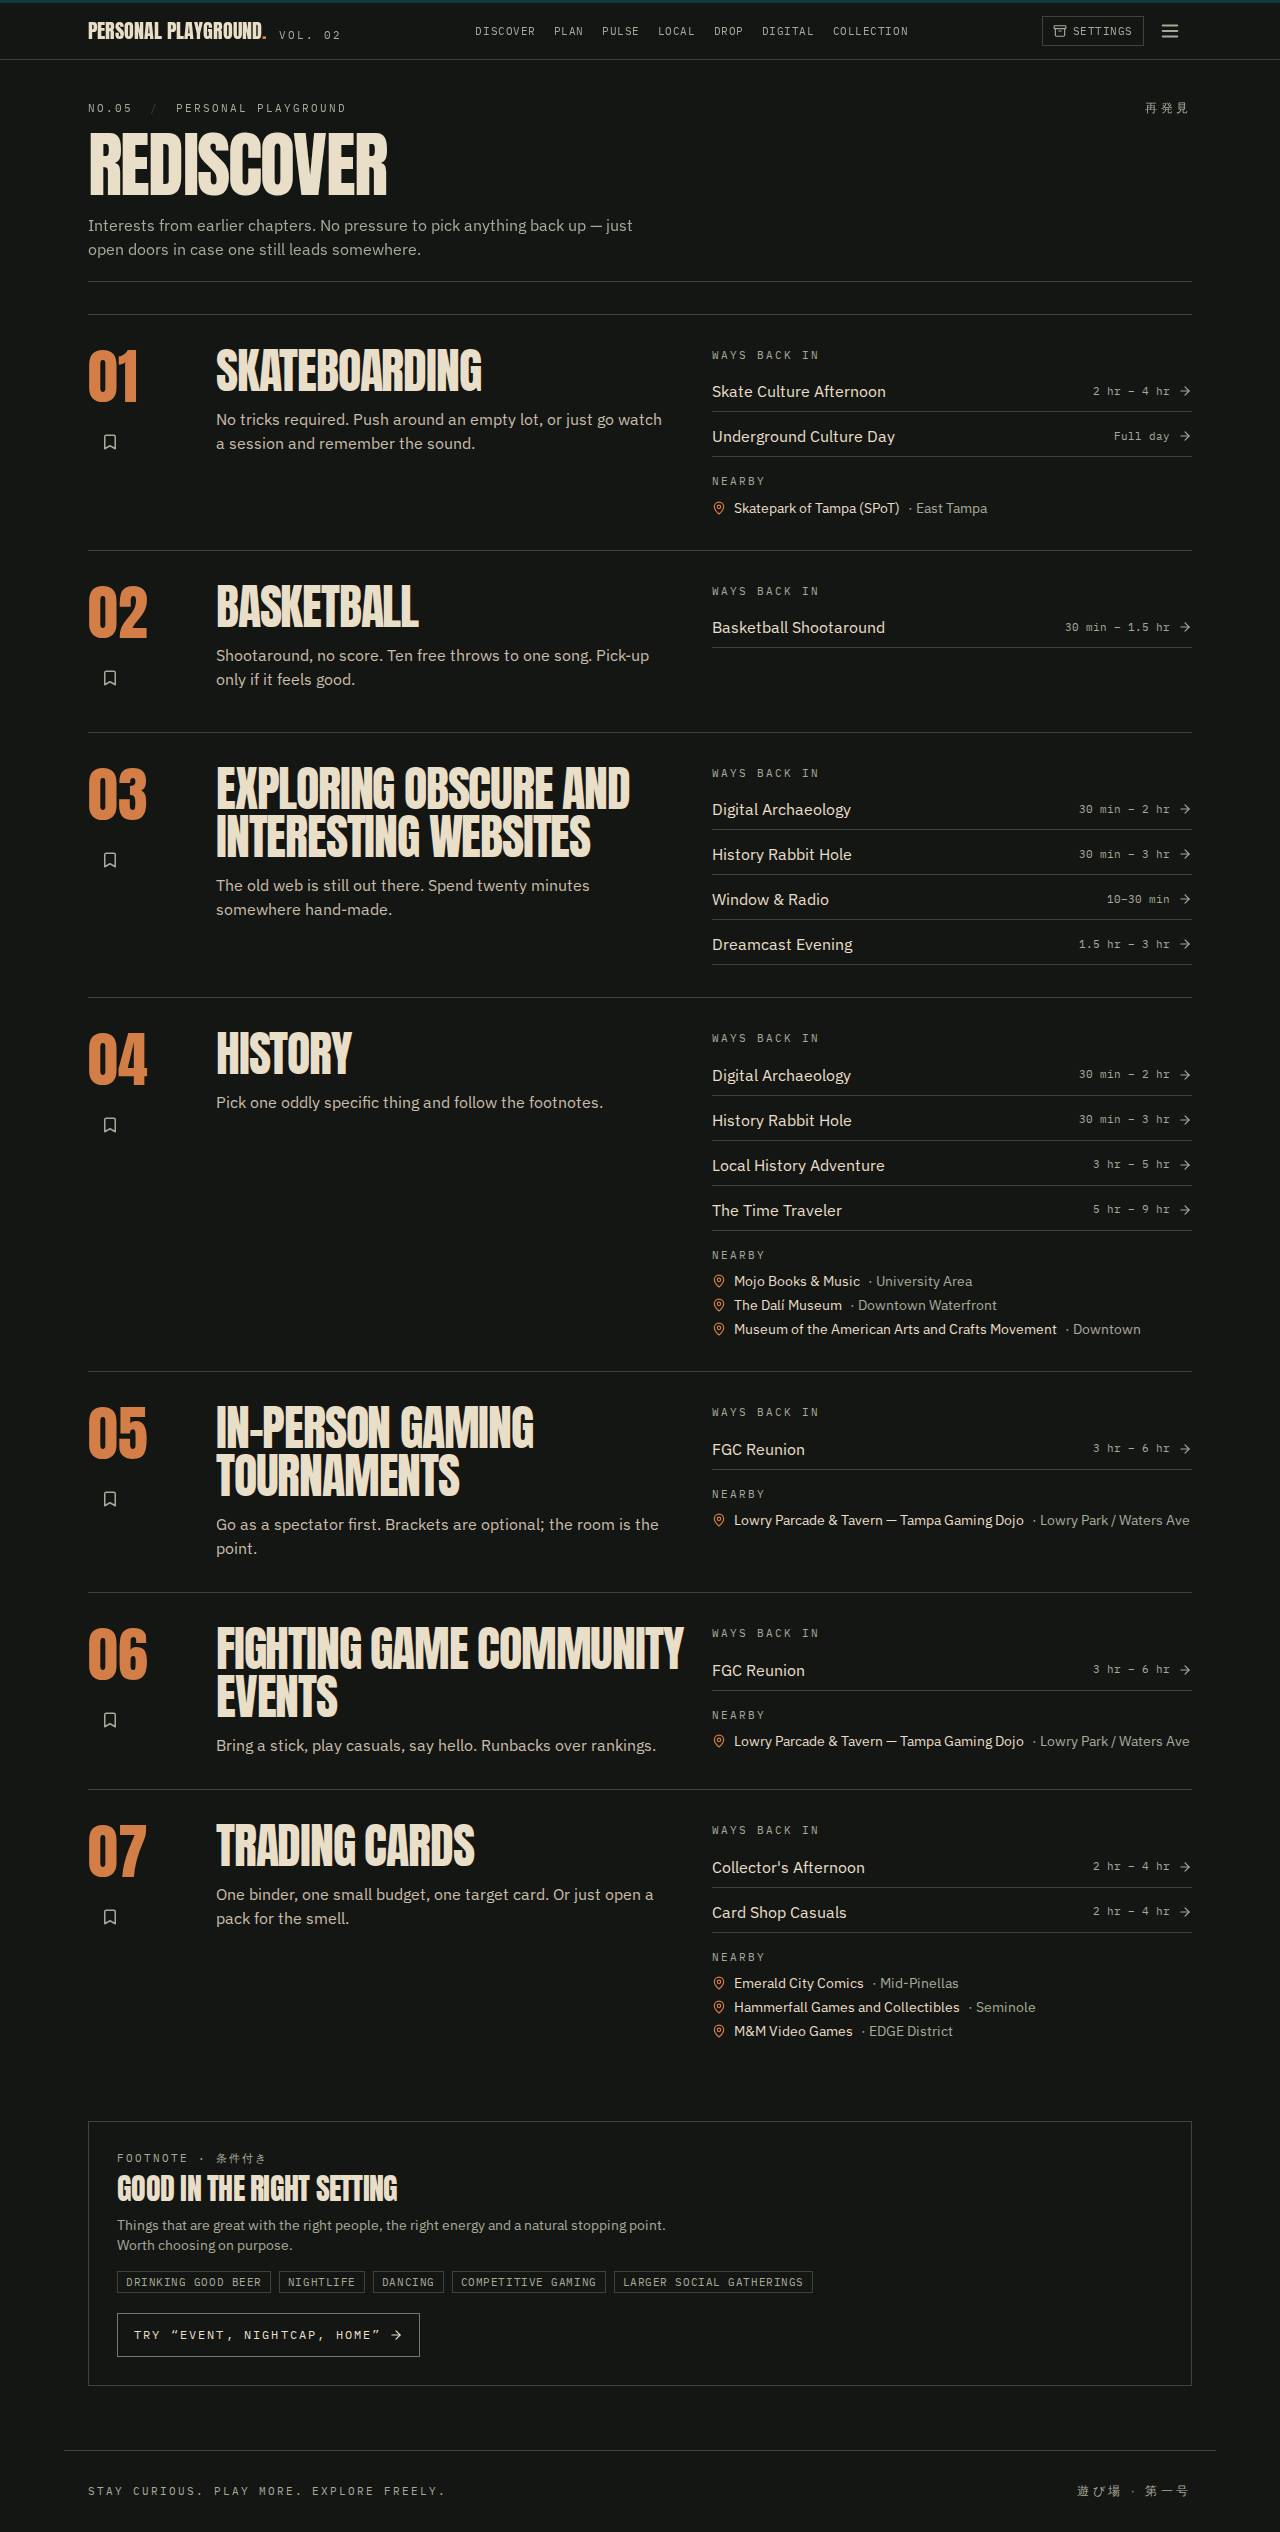 PERSONAL PLAYGROUND. VOL. 02
DISCOVER PLAN PULSE LOCAL DROP DIGITAL COLLECTION
SETTINGS
NO.05 / PERSONAL PLAYGROUND
再発見
REDISCOVER
Interests from earlier chapters. No pressure to pick anything back up — just
open doors in case one still leads somewhere.
01
SKATEBOARDING
No tricks required. Push around an empty lot, or just go watch
a session and remember the sound.
WAYS BACK IN
Skate Culture Afternoon 2 hr – 4 hr →
Underground Culture Day Full day →
NEARBY
Skatepark of Tampa (SPoT) · East Tampa
02
BASKETBALL
Shootaround, no score. Ten free throws to one song. Pick-up
only if it feels good.
WAYS BACK IN
Basketball Shootaround 30 min – 1.5 hr →
03
EXPLORING OBSCURE AND
INTERESTING WEBSITES
The old web is still out there. Spend twenty minutes
somewhere hand-made.
WAYS BACK IN
Digital Archaeology 30 min – 2 hr →
History Rabbit Hole 30 min – 3 hr →
Window & Radio 10–30 min →
Dreamcast Evening 1.5 hr – 3 hr →
04
HISTORY
Pick one oddly specific thing and follow the footnotes.
WAYS BACK IN
Digital Archaeology 30 min – 2 hr →
History Rabbit Hole 30 min – 3 hr →
Local History Adventure 3 hr – 5 hr →
The Time Traveler 5 hr – 9 hr →
NEARBY
Mojo Books & Music · University Area
The Dalí Museum · Downtown Waterfront
Museum of the American Arts and Crafts Movement · Downtown
05
IN-PERSON GAMING
TOURNAMENTS
Go as a spectator first. Brackets are optional; the room is the
point.
WAYS BACK IN
FGC Reunion 3 hr – 6 hr →
NEARBY
Lowry Parcade & Tavern — Tampa Gaming Dojo · Lowry Park / Waters Ave
06
FIGHTING GAME COMMUNITY
EVENTS
Bring a stick, play casuals, say hello. Runbacks over rankings.
WAYS BACK IN
FGC Reunion 3 hr – 6 hr →
NEARBY
Lowry Parcade & Tavern — Tampa Gaming Dojo · Lowry Park / Waters Ave
07
TRADING CARDS
One binder, one small budget, one target card. Or just open a
pack for the smell.
WAYS BACK IN
Collector's Afternoon 2 hr – 4 hr →
Card Shop Casuals 2 hr – 4 hr →
NEARBY
Emerald City Comics · Mid-Pinellas
Hammerfall Games and Collectibles · Seminole
M&M Video Games · EDGE District
FOOTNOTE · 条件付き
GOOD IN THE RIGHT SETTING
Things that are great with the right people, the right energy and a natural stopping point.
Worth choosing on purpose.
DRINKING GOOD BEER NIGHTLIFE DANCING COMPETITIVE GAMING LARGER SOCIAL GATHERINGS
TRY “EVENT, NIGHTCAP, HOME” →
STAY CURIOUS. PLAY MORE. EXPLORE FREELY.
遊び場 · 第一号